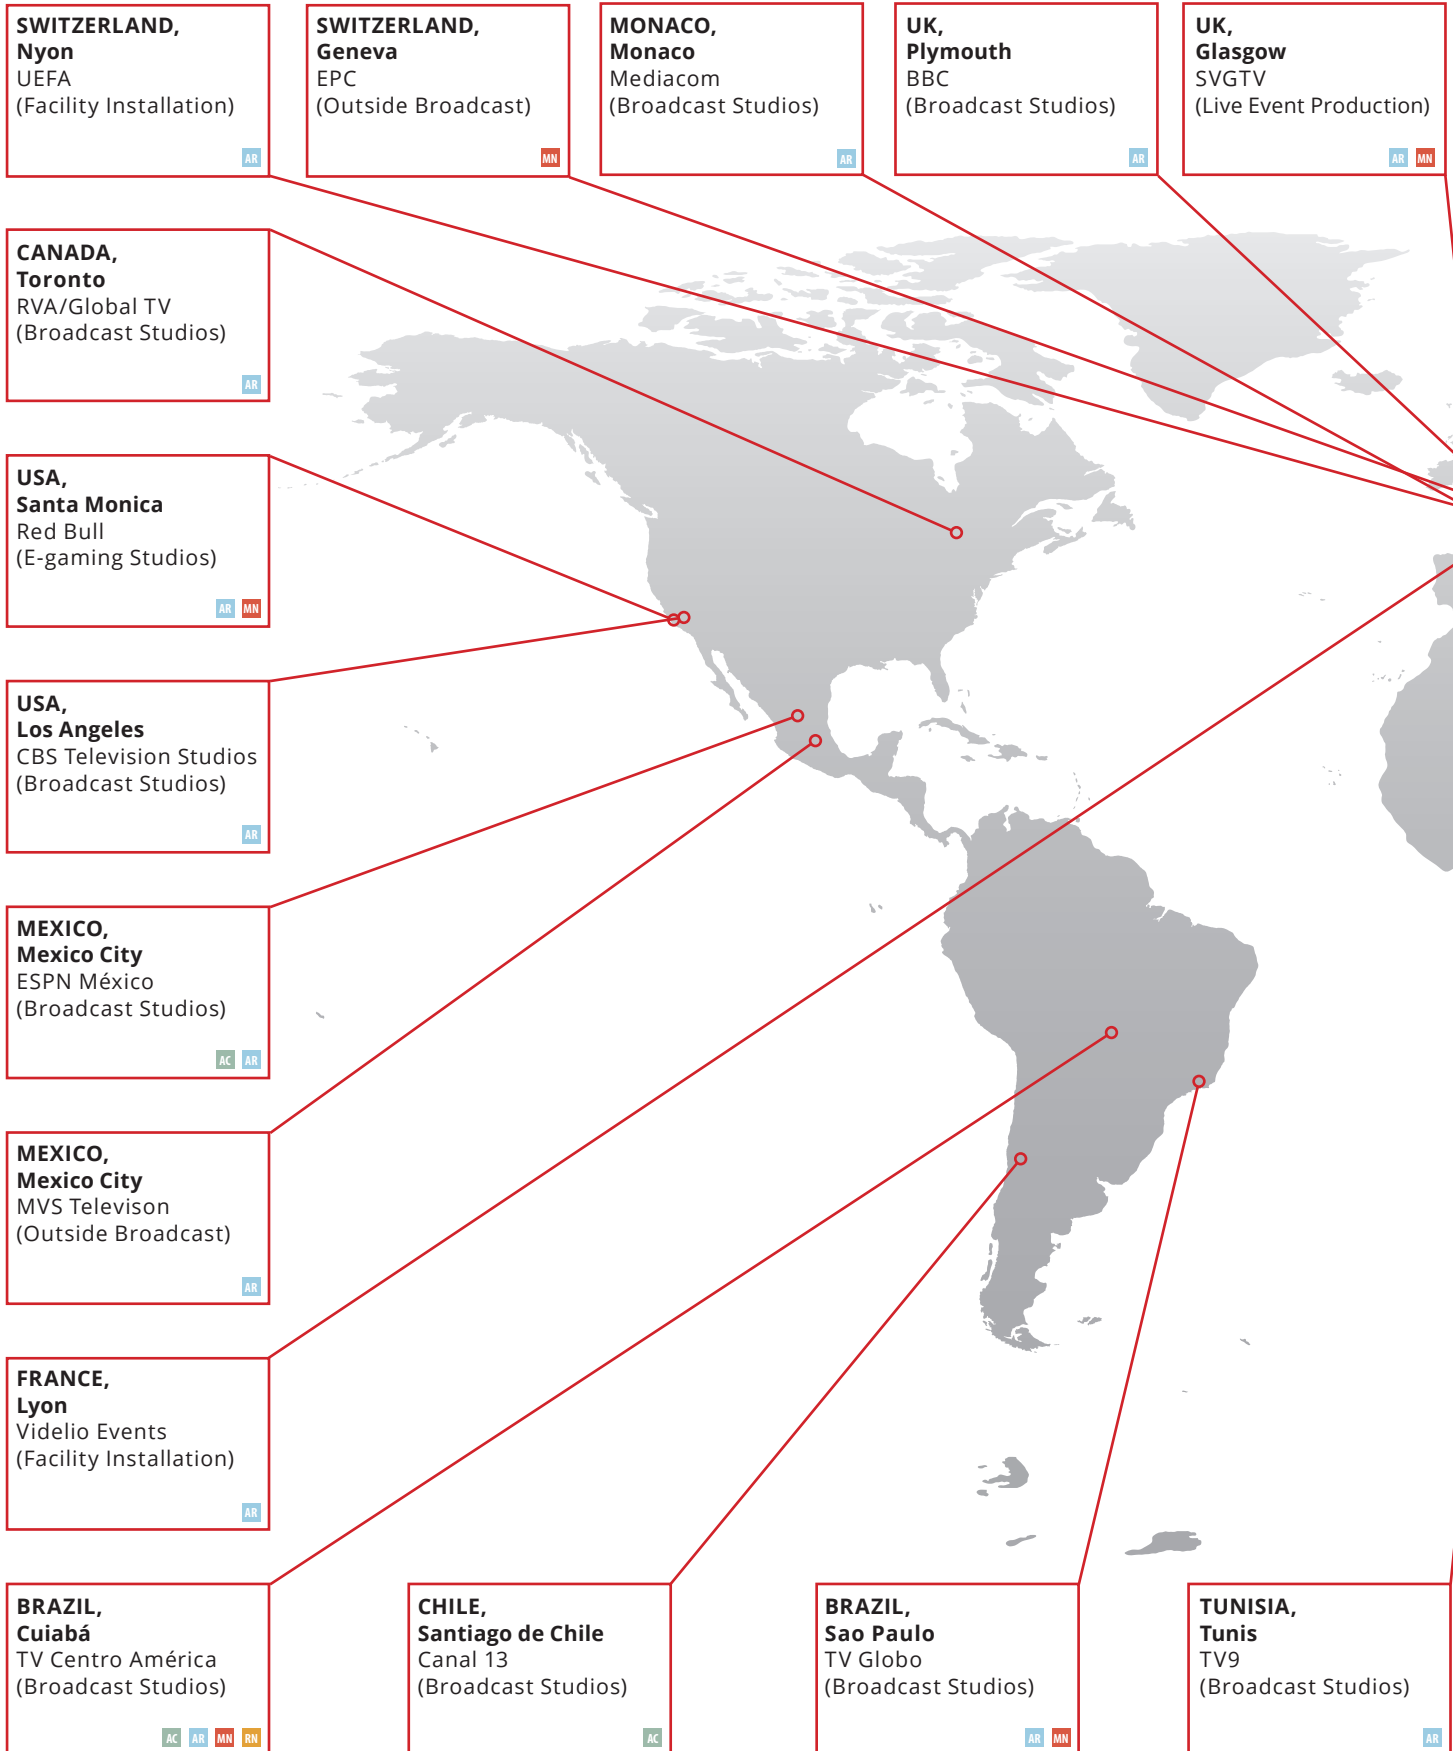 SWITZERLAND,
Nyon
UEFA
(Facility Installation)
AR
SWITZERLAND,
Geneva
EPC
(Outside Broadcast)
MN
MONACO,
Monaco
Mediacom
(Broadcast Studios)
AR
UK,
Plymouth
BBC
(Broadcast Studios)
AR
UK,
Glasgow
SVGTV
(Live Event Production)
AR MN
CANADA,
Toronto
RVA/Global TV
(Broadcast Studios)
AR
USA,
Santa Monica
Red Bull
(E-gaming Studios)
AR MN
USA,
Los Angeles
CBS Television Studios
(Broadcast Studios)
AR
MEXICO,
Mexico City
ESPN México
(Broadcast Studios)
AC AR
MEXICO,
Mexico City
MVS Televison
(Outside Broadcast)
AR
FRANCE,
Lyon
Videlio Events
(Facility Installation)
AR
BRAZIL,
Cuiabá
TV Centro América
(Broadcast Studios)
AC AR MN RN
CHILE,
Santiago de Chile
Canal 13
(Broadcast Studios)
AC
BRAZIL,
Sao Paulo
TV Globo
(Broadcast Studios)
AR MN
TUNISIA,
Tunis
TV9
(Broadcast Studios)
AR